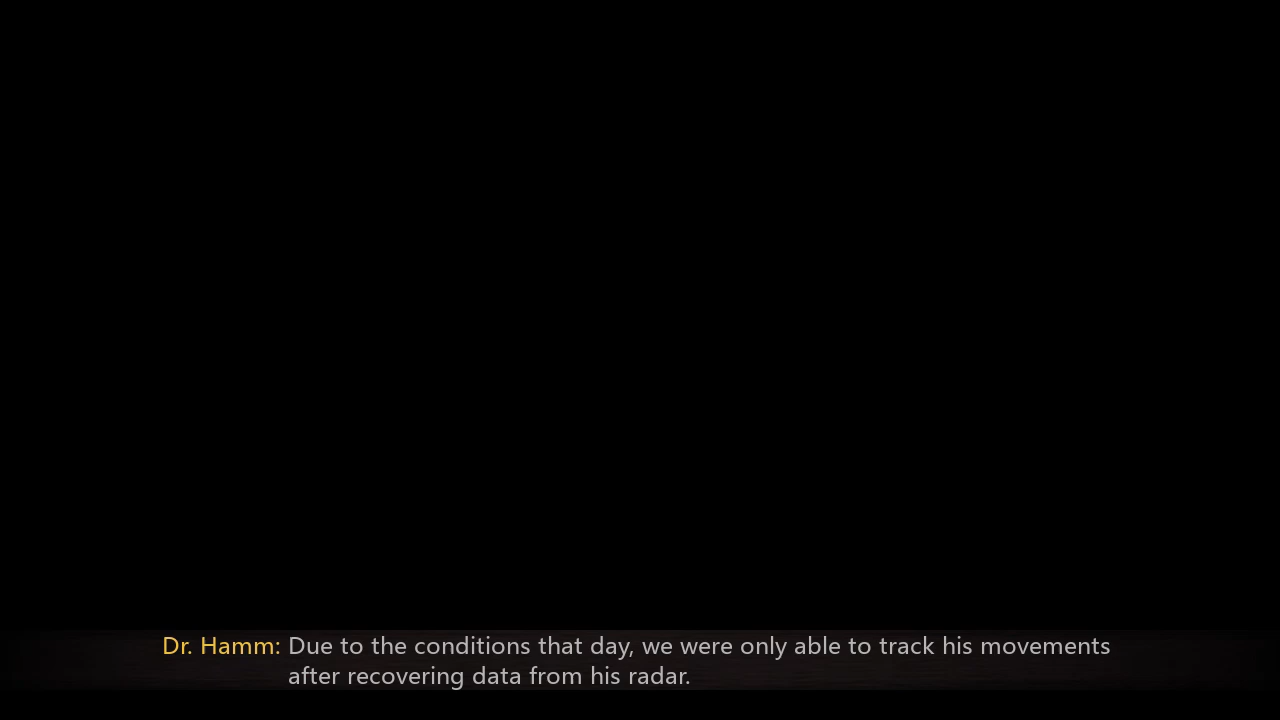 Dr. Hamm: Due to the conditions that day, we were only able to track his movements
after recovering data from his radar.